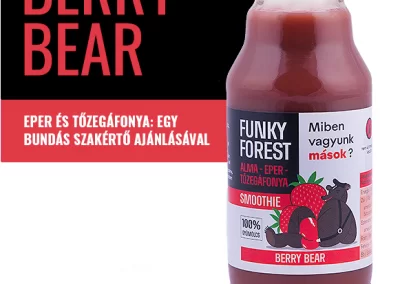 BERRY
BEAR
EPER ÉS TŐZEGÁFONYA: EGY
BUNDÁS SZAKÉRTŐ AJÁNLÁSÁVAL
FUNKY
FOREST
ALMA - EPER -
TŐZEGÁFONYA
SMOOTHIE
100%
GYÜMÖLCS
BERRY BEAR
Miben
vagyunk
mások?